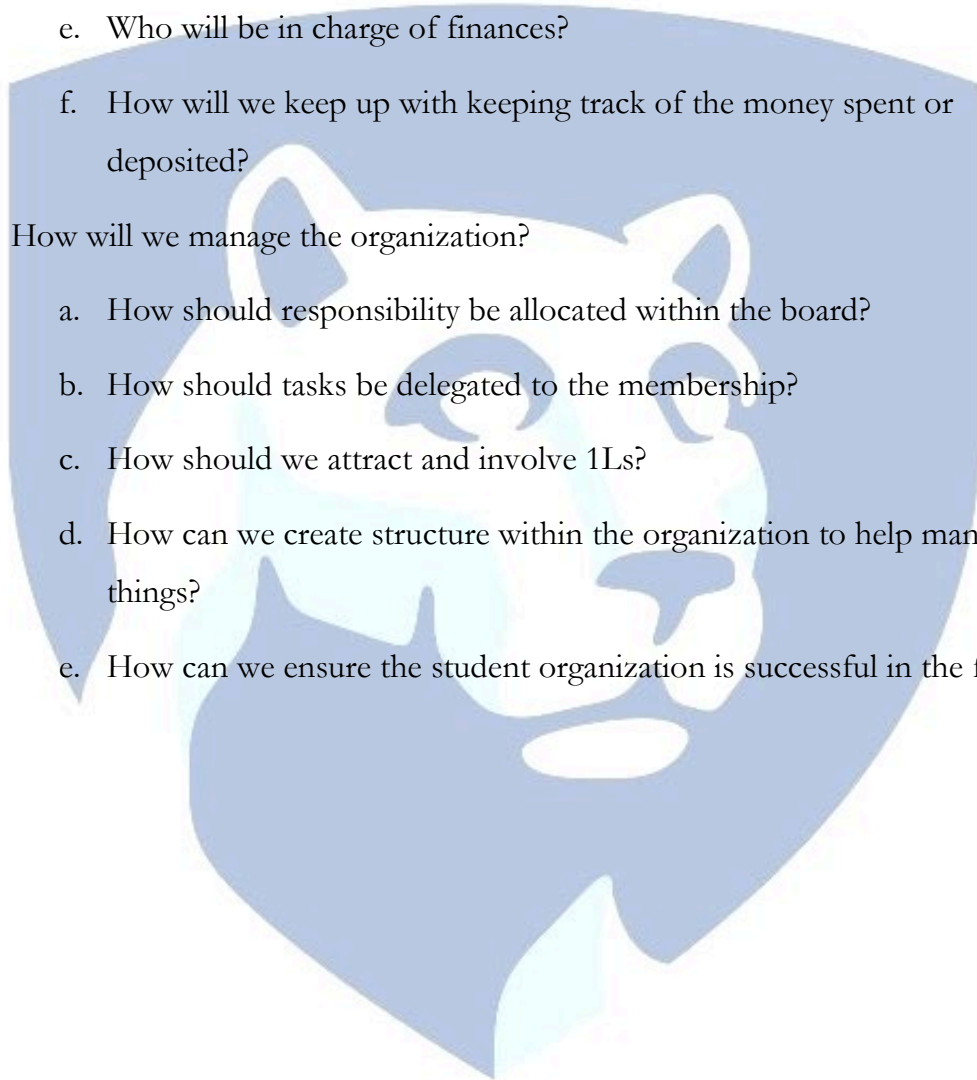 e. Who will be in charge of finances?
f. How will we keep up with keeping track of the money spent or
deposited?
How will we manage the organization?
a. How should responsibility be allocated within the board?
b. How should tasks be delegated to the membership?
c. How should we attract and involve 1Ls?
d. How can we create structure within the organization to help
things?
e. How can we ensure the student organization is successful in the